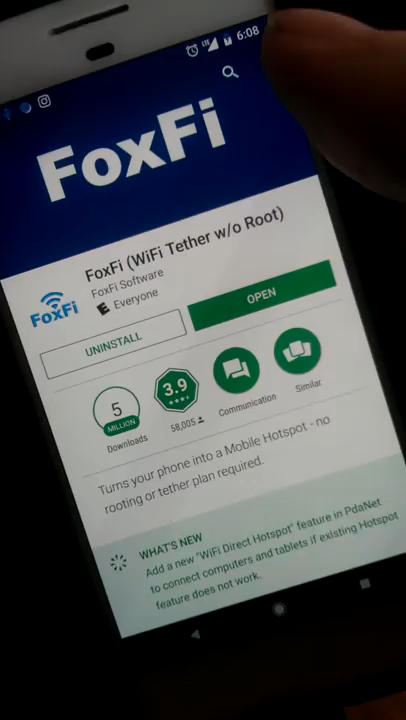 LTE 6:08
FoxFi
FoxFi
FoxFi (WiFi Tether w/o Root)
FoxFi Software
E Everyone
UNINSTALL
OPEN
5
MILLION
Downloads
3.9
58,005
Communication
Similar
Turns your phone into a Mobile Hotspot - no
rooting or tether plan required.
WHAT'S NEW
Add a new "WiFi Direct Hotspot" feature in PdaNet
to connect computers and tablets if existing Hotspot
feature does not work.